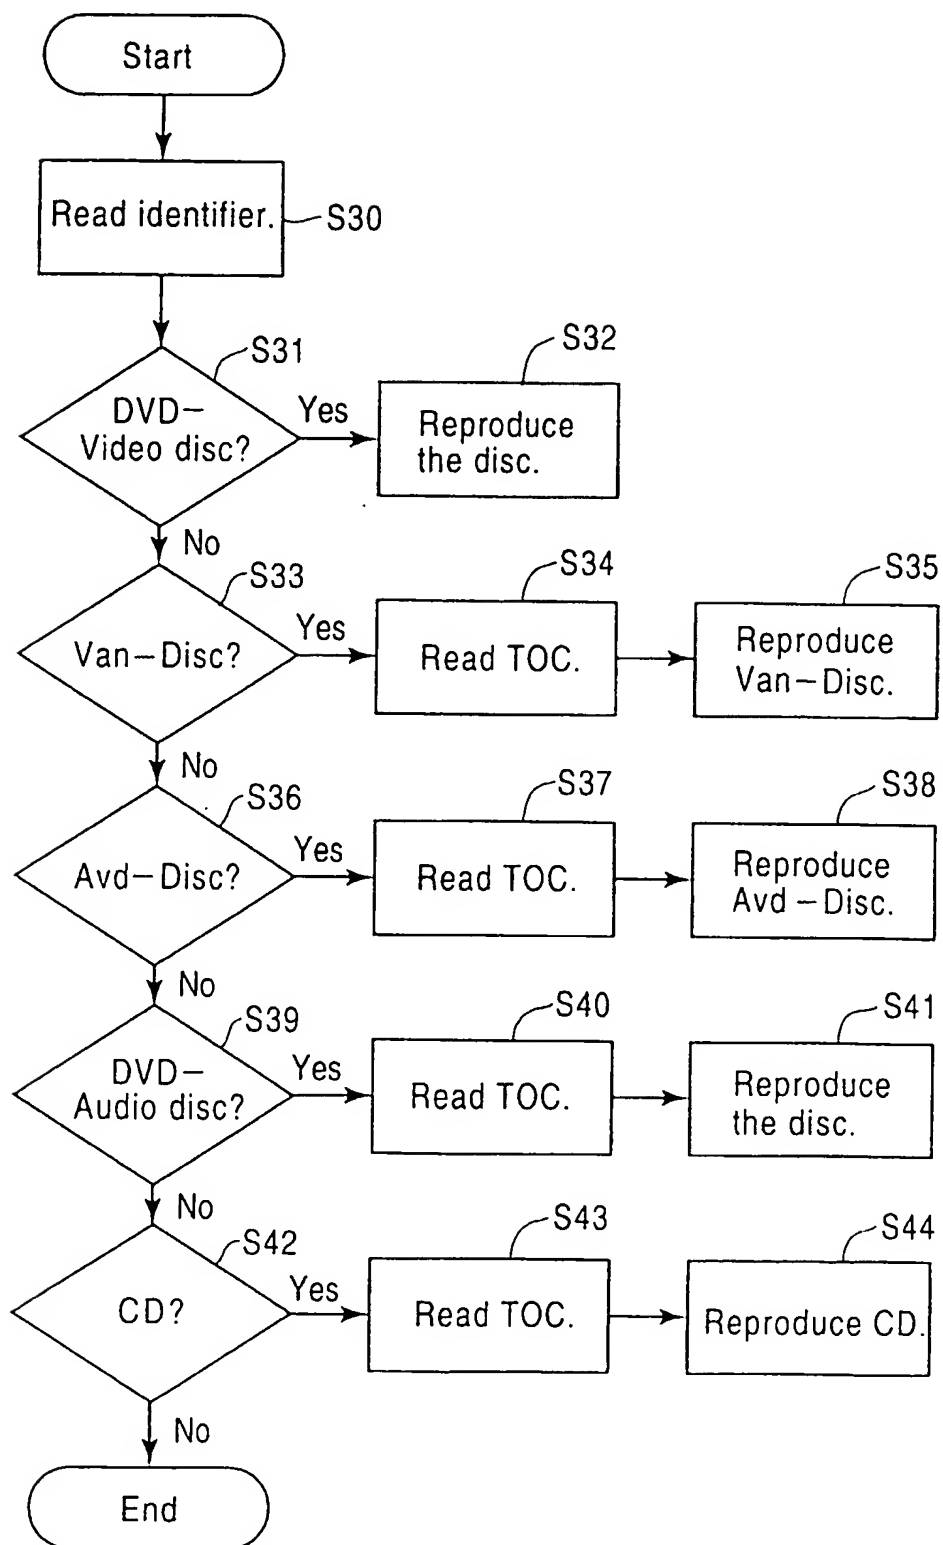 Start
Read identifier.
S30
S31
DVD–
Video disc?
Yes
S32
Reproduce
the disc.
No
S33
Van–Disc?
Yes
S34
Read TOC.
S35
Reproduce
Van–Disc.
No
S36
Avd–Disc?
Yes
S37
Read TOC.
S38
Reproduce
Avd–Disc.
No
S39
DVD–
Audio disc?
Yes
S40
Read TOC.
S41
Reproduce
the disc.
No
S42
CD?
Yes
S43
Read TOC.
S44
Reproduce CD.
No
End